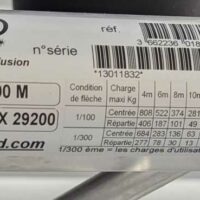 réf.
3 662236 018
n°série
usion
*13011832*
00 M
X 29200
d.com
Condition de flèche Charge maxi Kg 4m 6m 8m 10m
1/100 Centrée 808 522 374 281
Répartie 406 187 101 49
1/300 Centrée 684 283 136 63
Répartie 277 78 30 13
1/300 ème = les charges d'utilisat